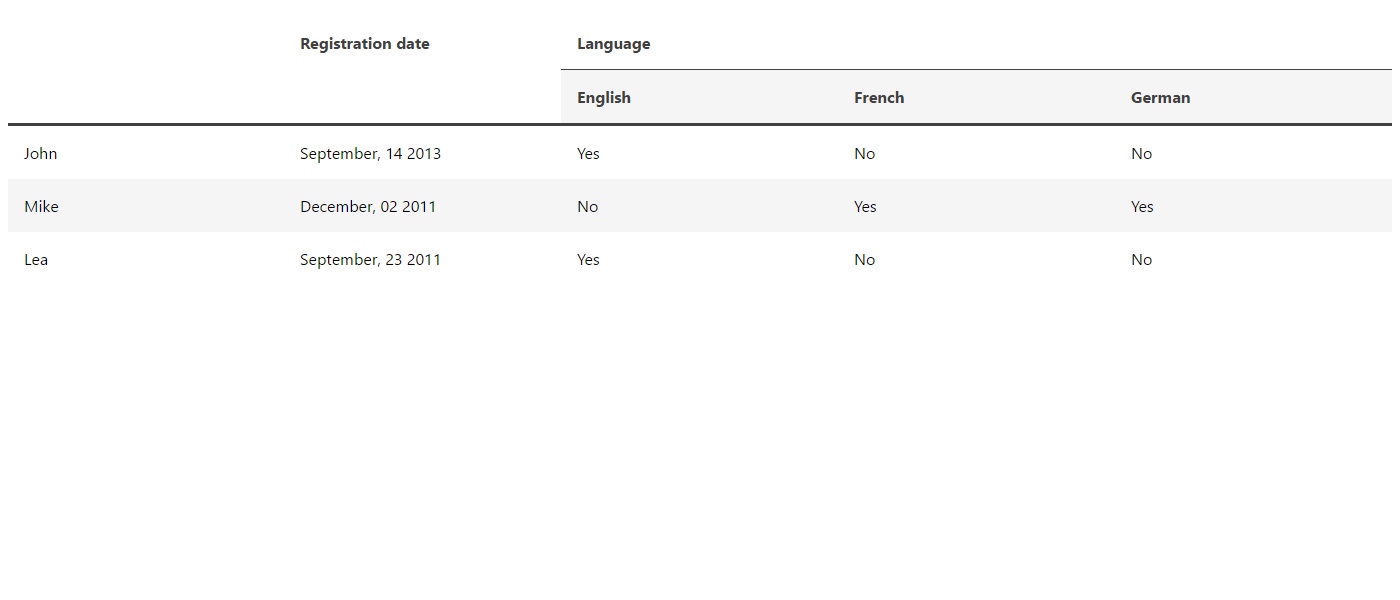 Registration date Language
English French German
John September, 14 2013 Yes No No
Mike December, 02 2011 No Yes Yes
Lea September, 23 2011 Yes No No